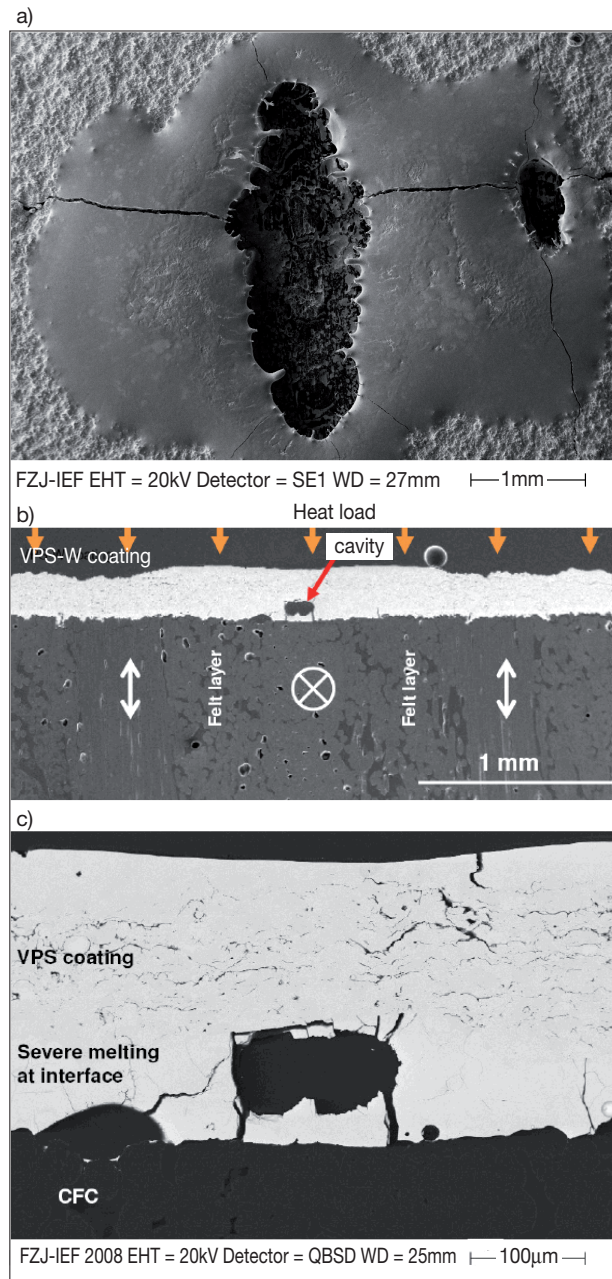 a)
FZJ-IEF EHT = 20kV Detector = SE1 WD = 27mm 1mm
b)
Heat load
VPS-W coating
cavity
Felt layer
Felt layer
1 mm
c)
VPS coating
Severe melting
at interface
CFC
FZJ-IEF 2008 EHT = 20kV Detector = QBSD WD = 25mm 100µm